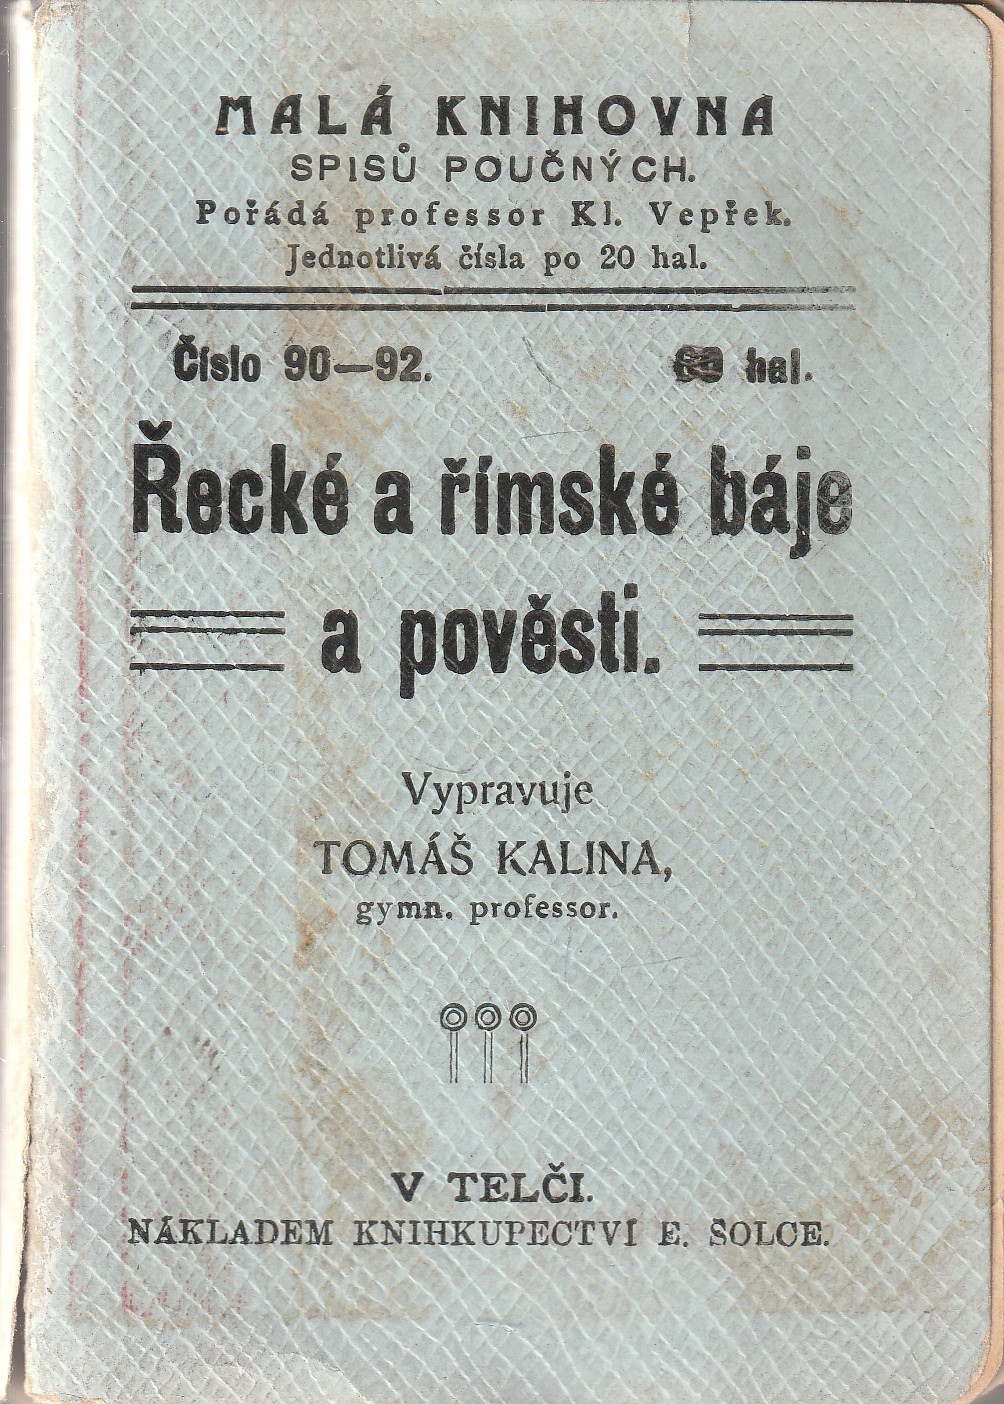 MALÁ KNIHOVNA
SPISŮ POUČNÝCH.
Pořádá professor Kl. Vepřek.
Jednotlivá čísla po 20 hal.
Číslo 90—92. hal.
Řecké a římské báje
a pověsti.
Vypravuje
TOMÁŠ KALINA,
gymn. professor.
V TELČI.
NÁKLADEM KNIHKUPECTVÍ E. ŠOLCE.